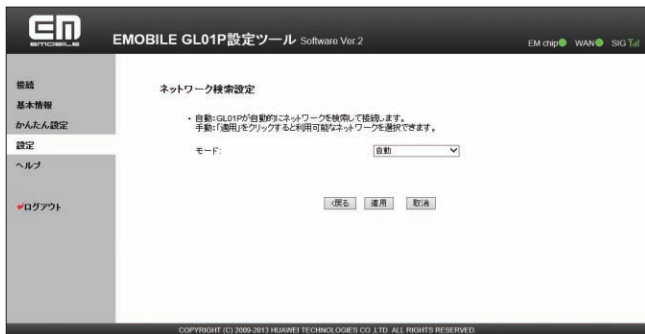 EM
EMOBILE
EMOBILE GL01P設定ツール Software Ver.2
EM chip WAN SIG
接続
基本情報
かんたん設定
設定
ヘルプ
ログアウト
ネットワーク検索設定
・自動:GL01Pが自動的にネットワークを検索して接続します。
手動:「適用」をクリックすると利用可能なネットワークを選択できます。
モード: 自動
<戻る 適用 取消
COPYRIGHT (C) 2009-2013 HUAWEI TECHNOLOGIES CO.,LTD. ALL RIGHTS RESERVED.